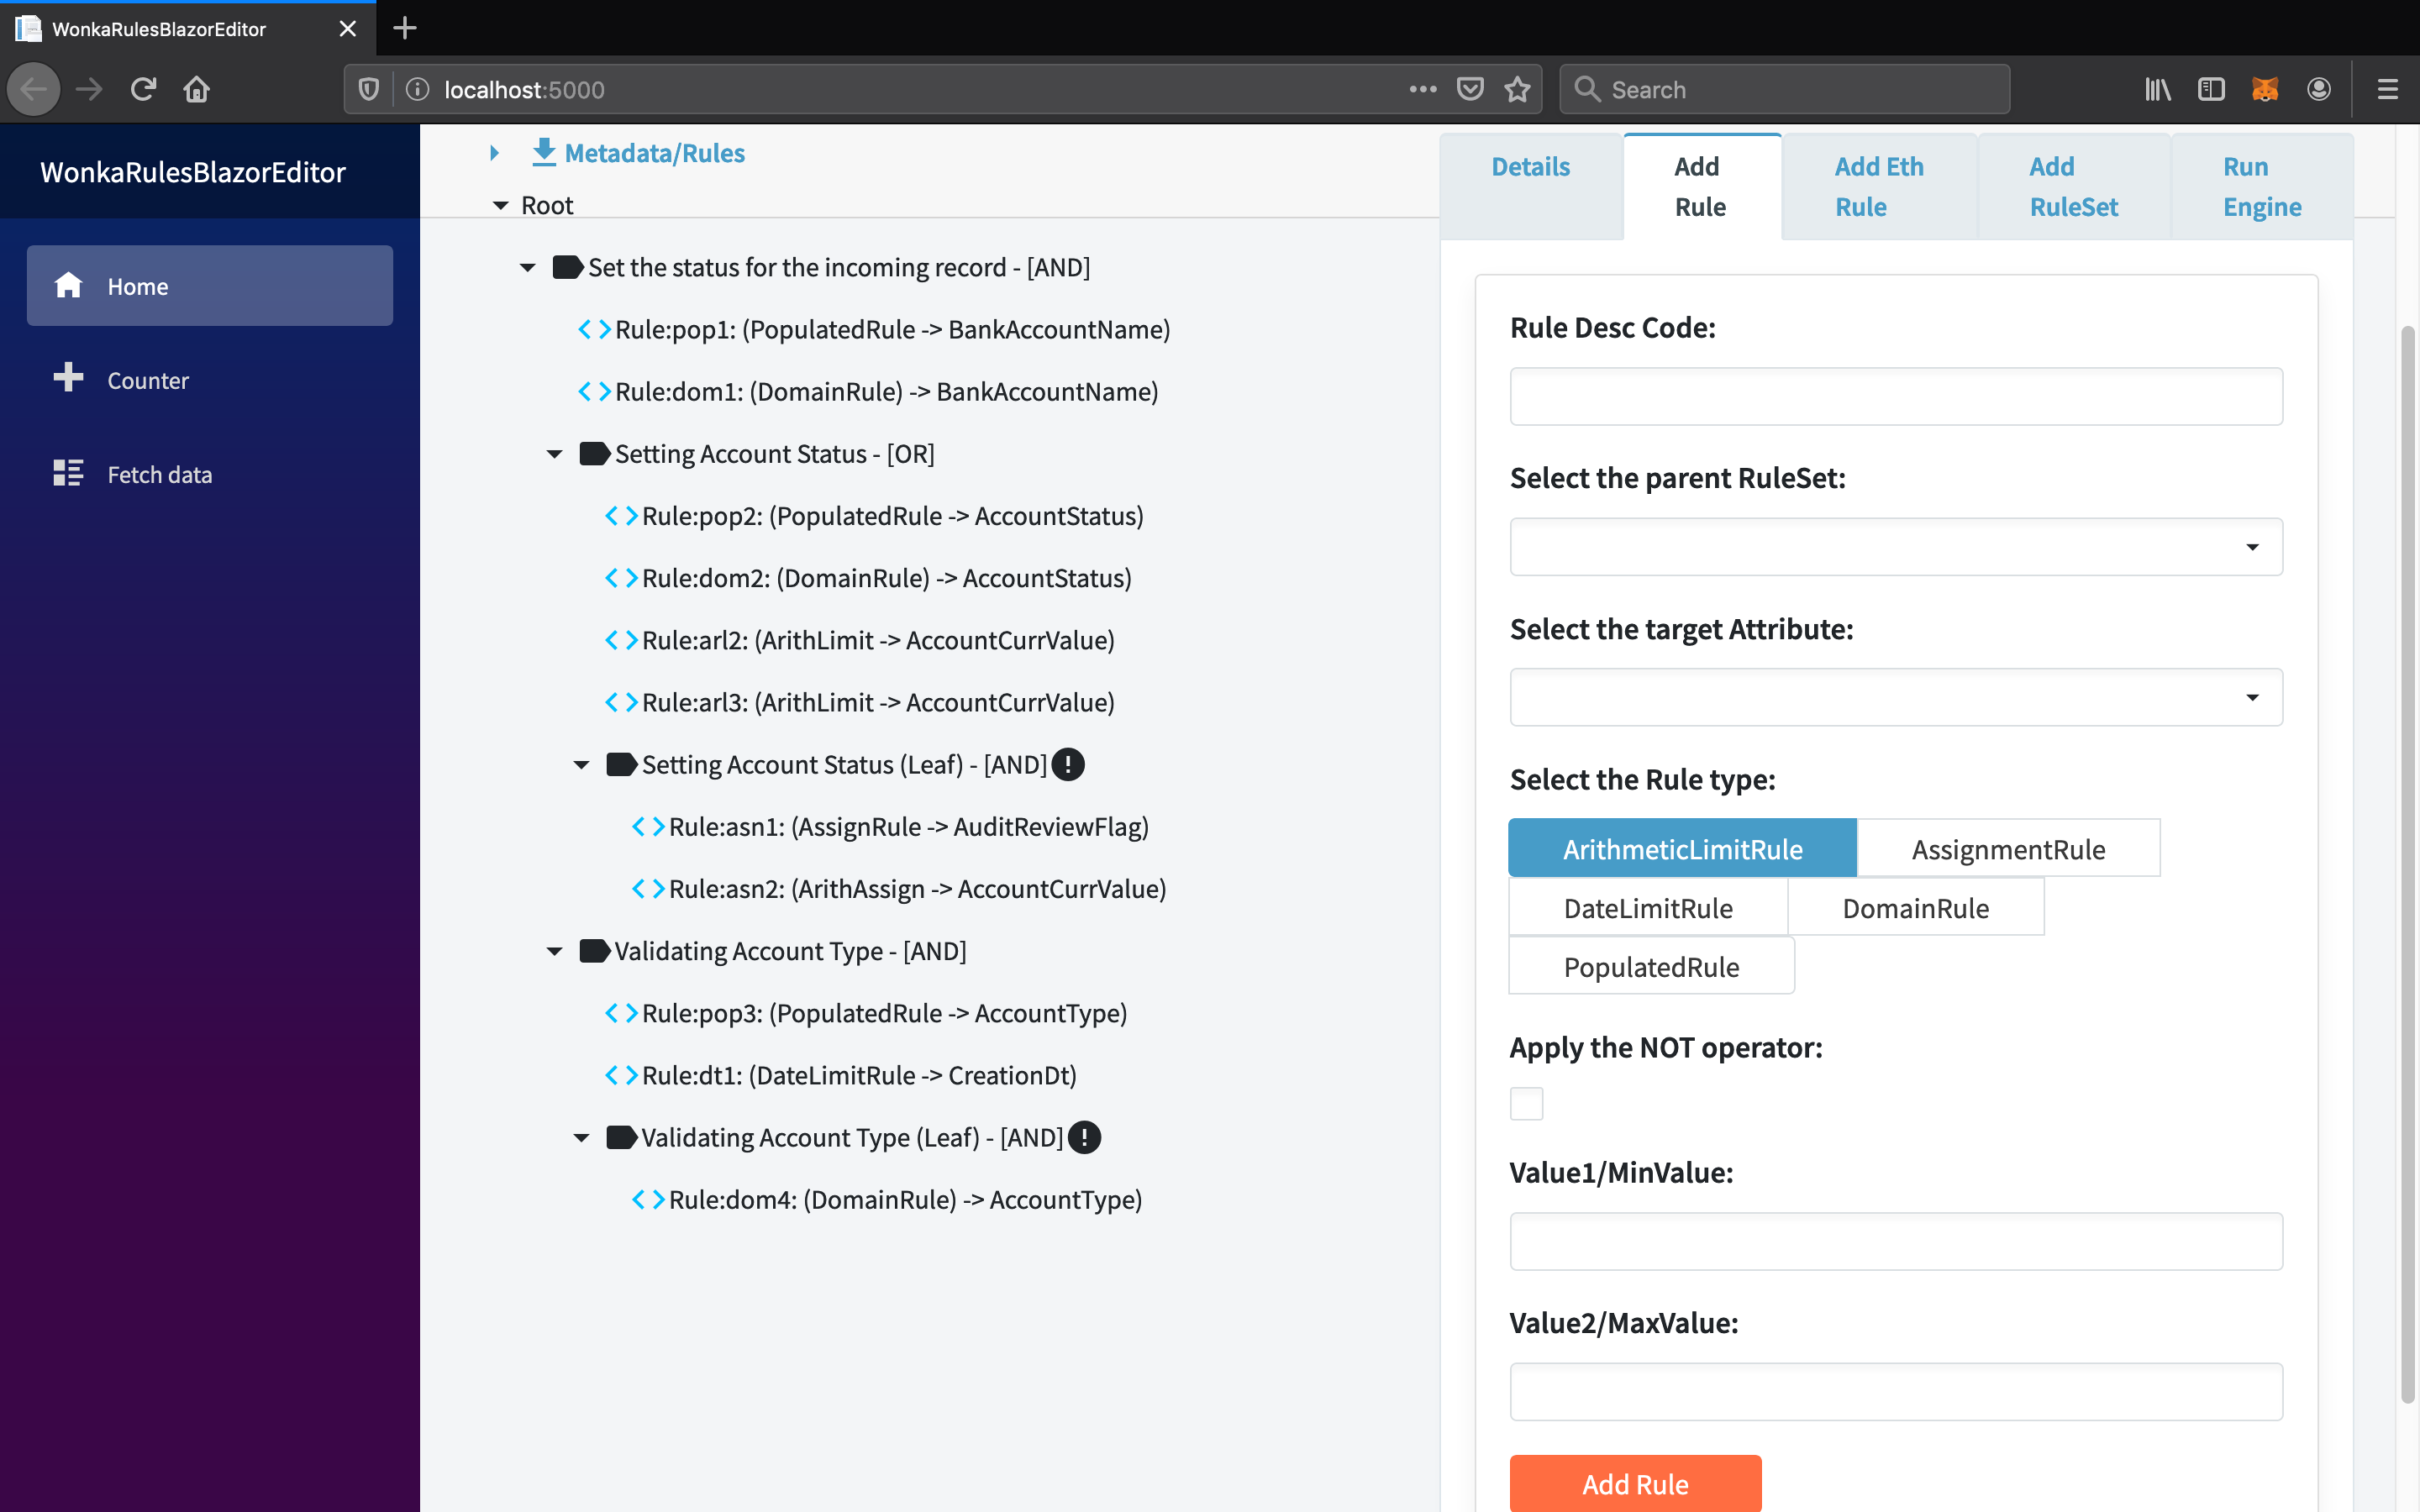 WonkaRulesBlazorEditor
localhost:5000
Search
WonkaRulesBlazorEditor
Home
Counter
Fetch data
Metadata/Rules
Root
Set the status for the incoming record - [AND]
Rule:pop1: (PopulatedRule -> BankAccountName)
Rule:dom1: (DomainRule) -> BankAccountName)
Setting Account Status - [OR]
Rule:pop2: (PopulatedRule -> AccountStatus)
Rule:dom2: (DomainRule) -> AccountStatus)
Rule:arl2: (ArithLimit -> AccountCurrValue)
Rule:arl3: (ArithLimit -> AccountCurrValue)
Setting Account Status (Leaf) - [AND]
Rule:asn1: (AssignRule -> AuditReviewFlag)
Rule:asn2: (ArithAssign -> AccountCurrValue)
Validating Account Type - [AND]
Rule:pop3: (PopulatedRule -> AccountType)
Rule:dt1: (DateLimitRule -> CreationDt)
Validating Account Type (Leaf) - [AND]
Rule:dom4: (DomainRule) -> AccountType)
Details
Add
Rule
Add Eth
Rule
Add
RuleSet
Run
Engine
Rule Desc Code:
Select the parent RuleSet:
Select the target Attribute:
Select the Rule type:
ArithmeticLimitRule
AssignmentRule
DateLimitRule
DomainRule
PopulatedRule
Apply the NOT operator:
Value1/MinValue:
Value2/MaxValue:
Add Rule